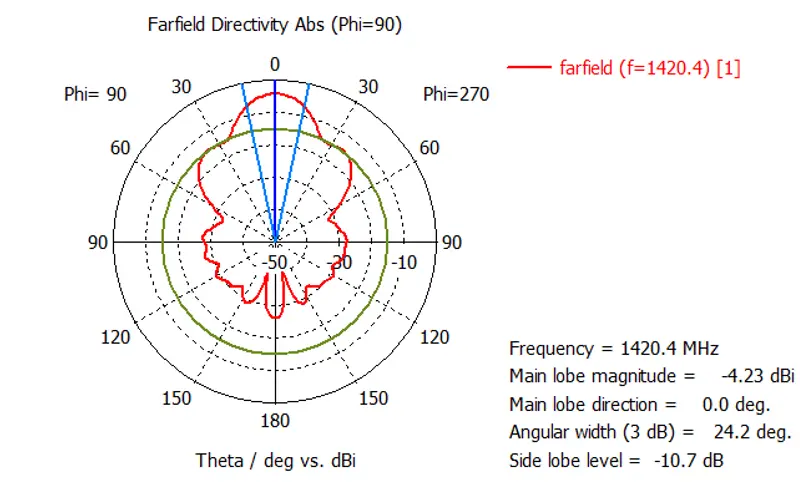 Farfield Directivity Abs (Phi=90)
farfield (f=1420.4) [1]
0
30
30
Phi= 90
Phi=270
60
60
90
-50
-30
-10
90
120
120
150
150
180
Theta / deg vs. dBi
Frequency = 1420.4 MHz
Main lobe magnitude = -4.23 dBi
Main lobe direction = 0.0 deg.
Angular width (3 dB) = 24.2 deg.
Side lobe level = -10.7 dB